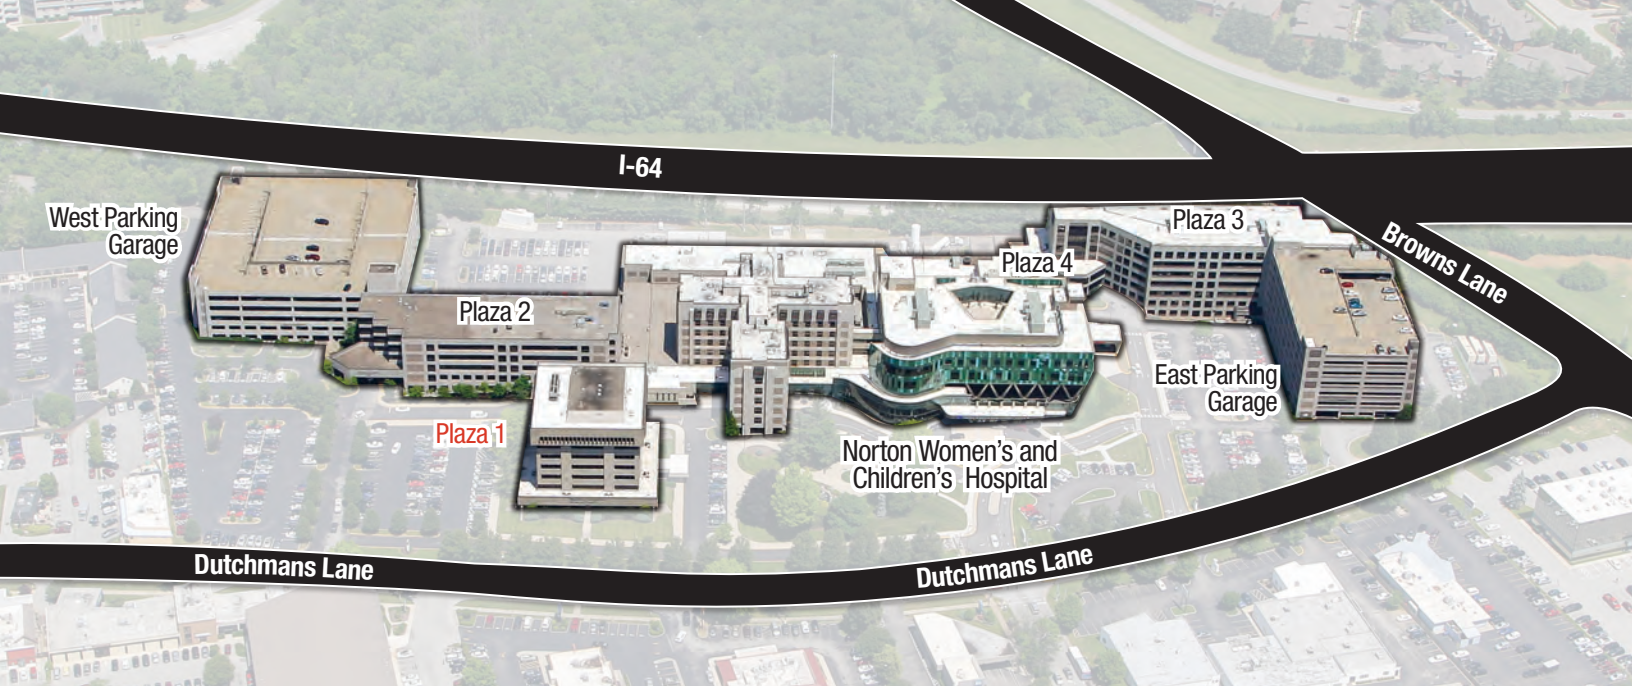 I-64
West Parking
Garage
Plaza 3
Browns Lane
Plaza 4
Plaza 2
East Parking
Garage
Plaza 1
Norton Women's and
Children's Hospital
Dutchmans Lane
Dutchmans Lane